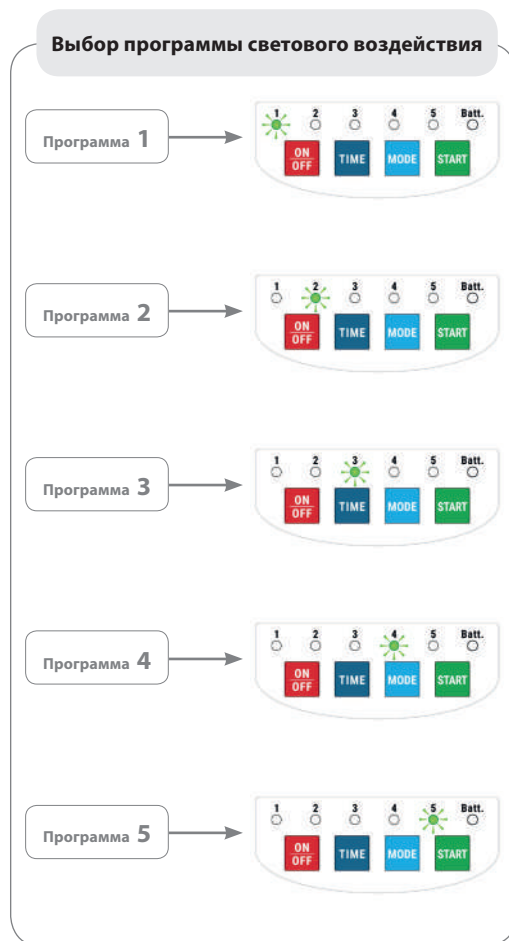 Выбор программы светового воздействия
Программа 1
1 2 3 4 5 Batt.
ON
OFF
TIME MODE START
Программа 2
1 2 3 4 5 Batt.
ON
OFF
TIME MODE START
Программа 3
1 2 3 4 5 Batt.
ON
OFF
TIME MODE START
Программа 4
1 2 3 4 5 Batt.
ON
OFF
TIME MODE START
Программа 5
1 2 3 4 5 Batt.
ON
OFF
TIME MODE START